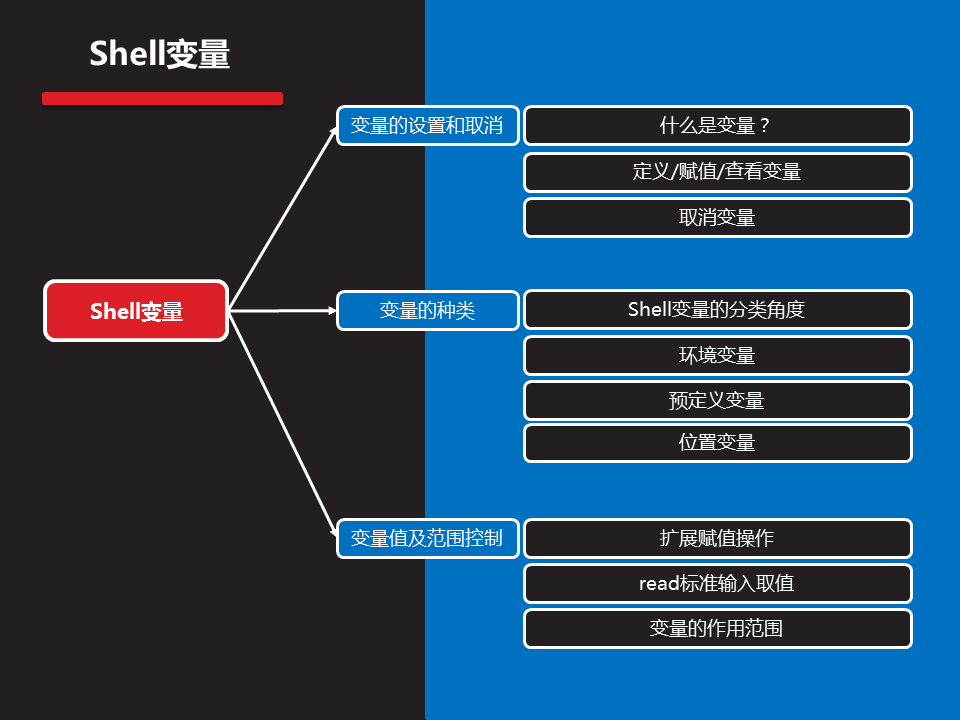 Shell变量
变量的设置和取消
什么是变量？
定义/赋值/查看变量
取消变量
Shell变量
变量的种类
Shell变量的分类角度
环境变量
预定义变量
位置变量
变量值及范围控制
扩展赋值操作
read标准输入取值
变量的作用范围